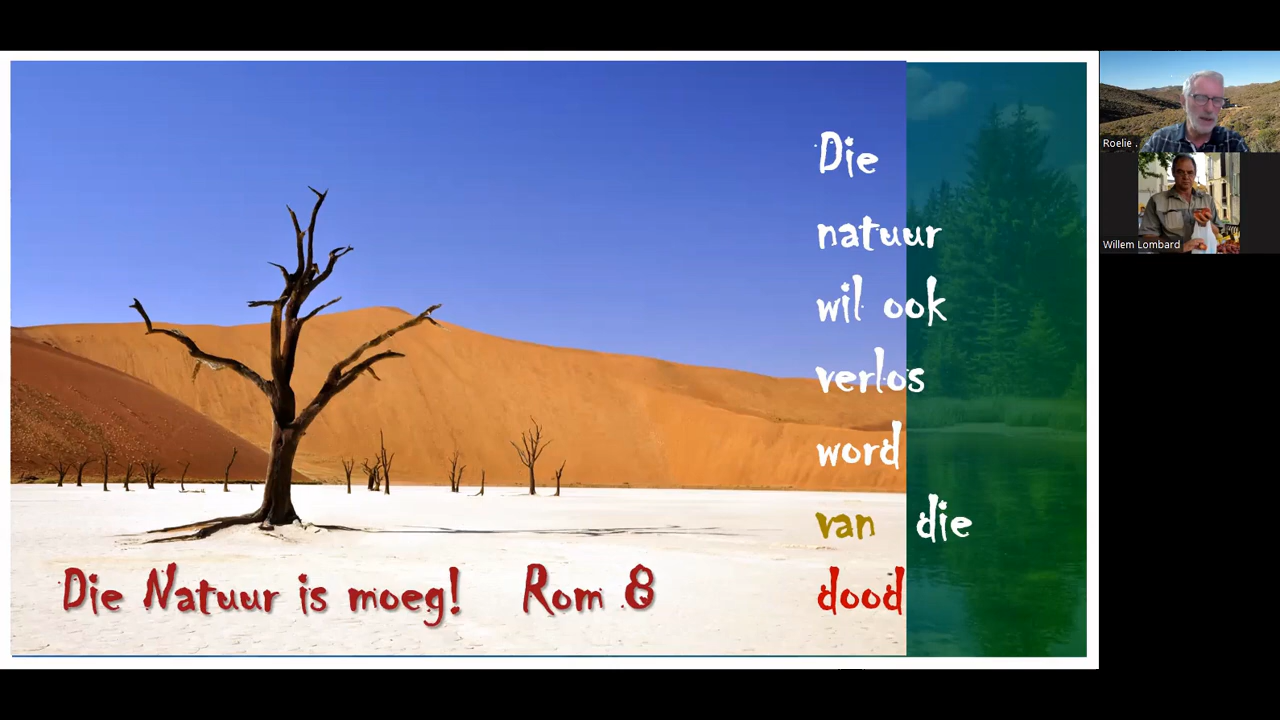 Die
natuur
wil ook
verlos
word
van die
dood
Die Natuur is moeg! Rom 8
Roelie .
Willem Lombard